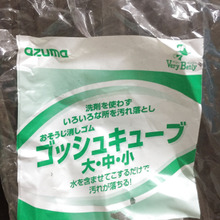 azuma
Very Betty
洗剤を使わず
いろいろな所を汚れ落とし
おそうじ消しゴム
ゴッシュキューブ
大・中・小
水を含ませてこするだけで
汚れが落ちる!